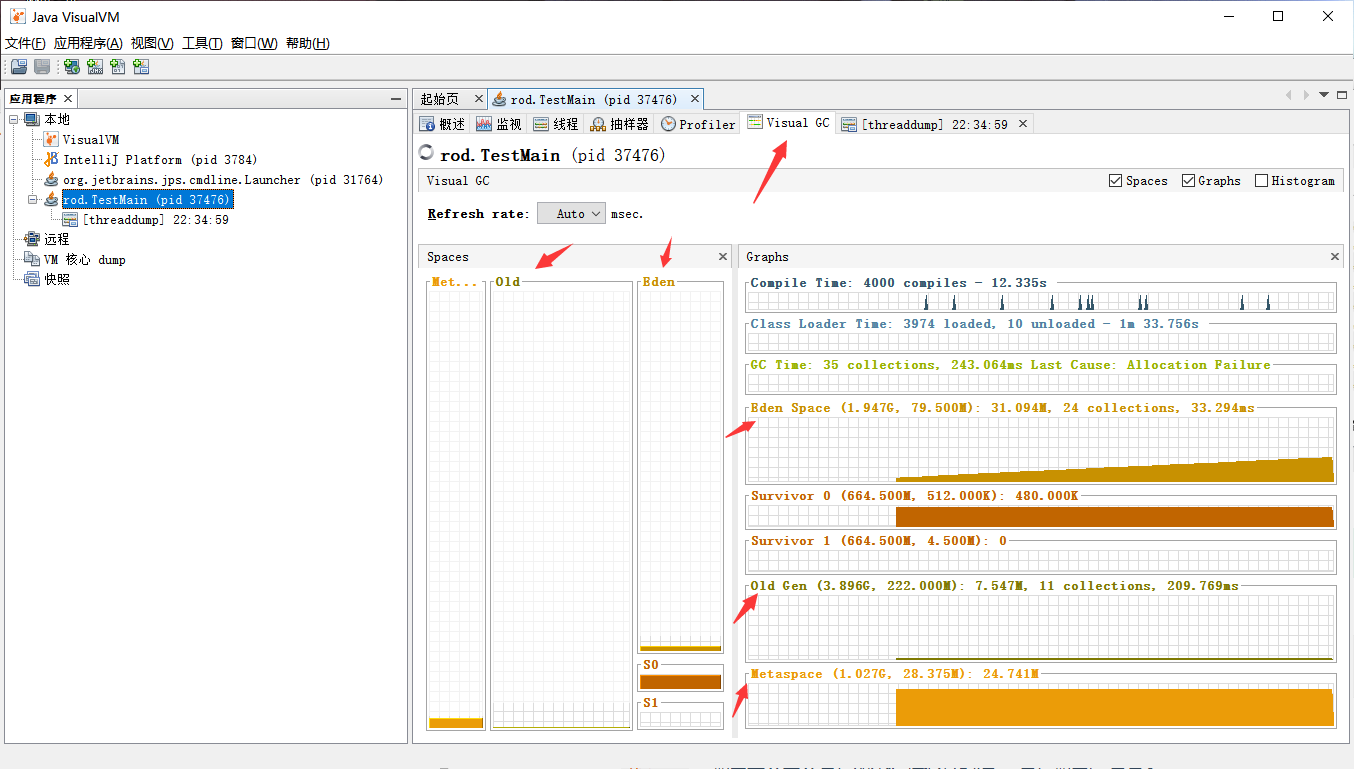 Java VisualVM
文件(F) 应用程序(A) 视图(V) 工具(T) 窗口(W) 帮助(H)
应用程序
本地
VisualVM
IntelliJ Platform (pid 3784)
org.jetbrains.jps.cmdline.Launcher (pid 31764)
rod.TestMain (pid 37476)
[threaddump] 22:34:59
远程
VM 核心 dump
快照
起始页 rod.TestMain (pid 37476)
概述 监视 线程 抽样器 Profiler Visual GC [threaddump] 22:34:59
rod.TestMain (pid 37476)
Visual GC Spaces Graphs Histogram
Refresh rate: Auto msec.
Spaces
Met... Old Eden
S0
S1
Graphs
Compile Time: 4000 compiles - 12.335s
Class Loader Time: 3974 loaded, 10 unloaded - 1m 33.756s
GC Time: 35 collections, 243.064ms Last Cause: Allocation Failure
Eden Space (1.947G, 79.500M): 31.094M, 24 collections, 33.294ms
Survivor 0 (664.500M, 512.000K): 480.000K
Survivor 1 (664.500M, 4.500M): 0
Old Gen (3.896G, 222.000M): 7.547M, 11 collections, 209.769ms
Metaspace (1.027G, 28.375M): 24.741M